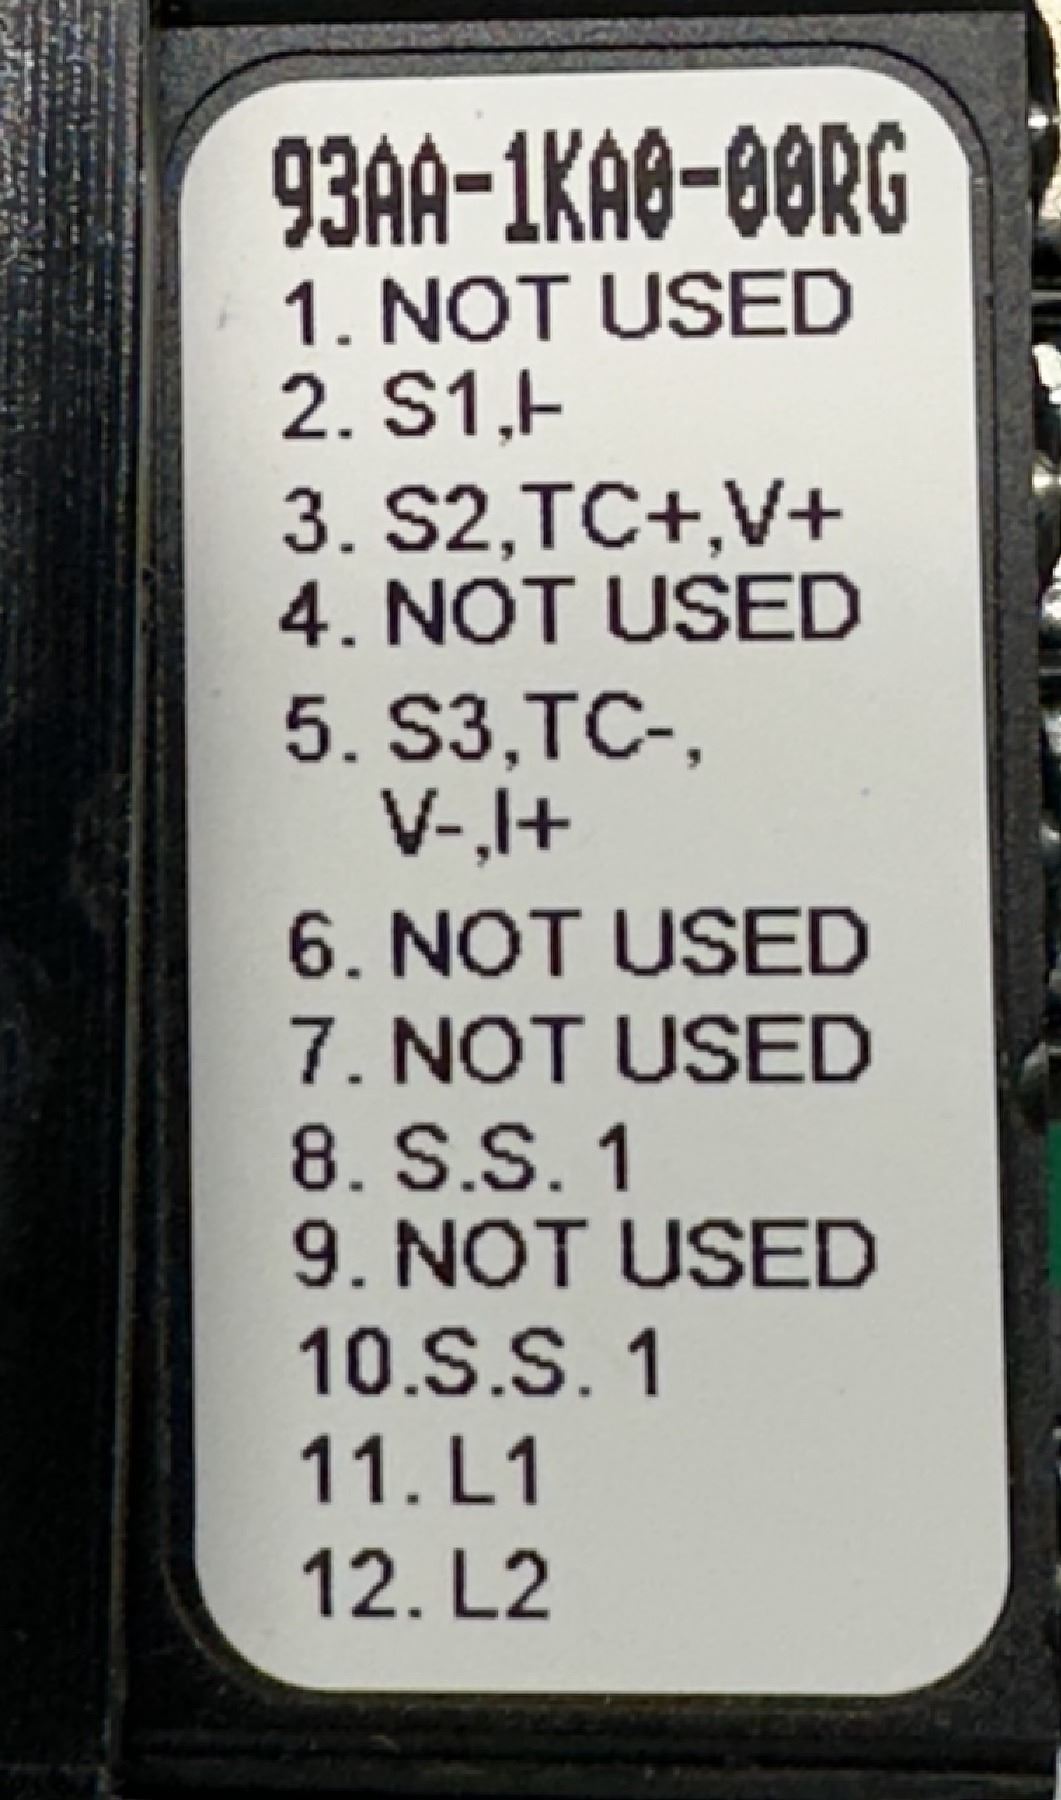 93AA-1KA0-00RG
1. NOT USED
2. S1,I-
3. S2,TC+,V+
4. NOT USED
5. S3,TC-,
V-,I+
6. NOT USED
7. NOT USED
8. S.S. 1
9. NOT USED
10.S.S. 1
11. L1
12. L2